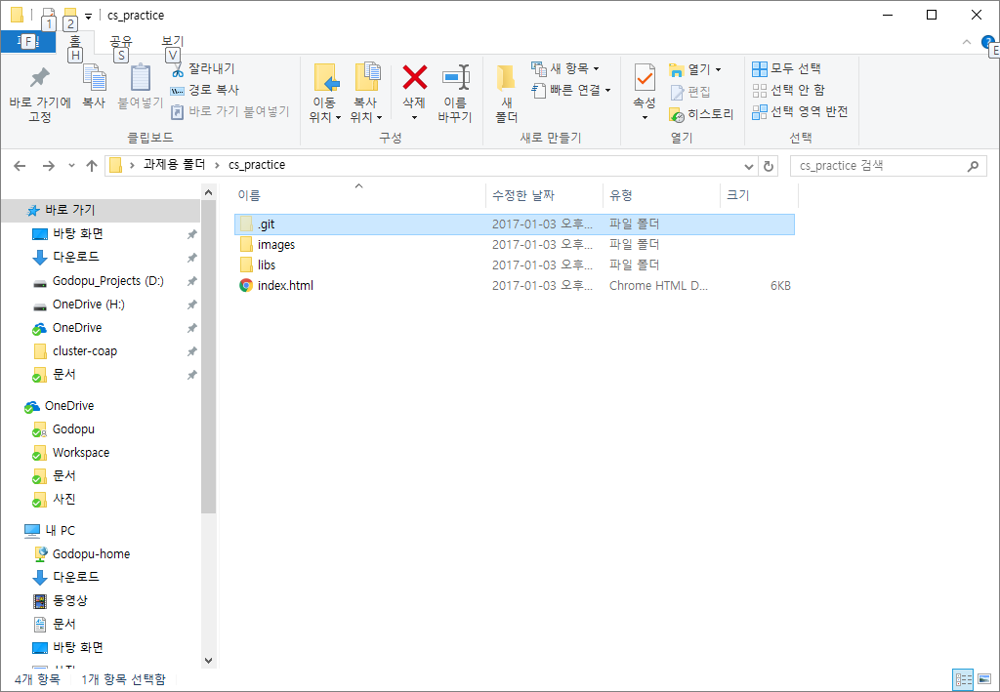 1 2 cs_practice
F 홈 공유 보기
H S V E
바로 가기에 고정
복사
붙여넣기
잘라내기
경로 복사
바로 가기 붙여넣기
클립보드
이동 위치
복사 위치
삭제
이름 바꾸기
구성
새 폴더
새 항목
빠른 연결
새로 만들기
속성
열기
편집
히스토리
열기
모두 선택
선택 안 함
선택 영역 반전
선택
과제용 폴더 › cs_practice
cs_practice 검색
이름 수정한 날짜 유형 크기
.git 2017-01-03 오후... 파일 폴더
images 2017-01-03 오후... 파일 폴더
libs 2017-01-03 오후... 파일 폴더
index.html 2017-01-03 오후... Chrome HTML D... 6KB
바로 가기
바탕 화면
다운로드
Godopu_Projects (D:)
OneDrive (H:)
OneDrive
cluster-coap
문서
OneDrive
Godopu
Workspace
문서
사진
내 PC
Godopu-home
다운로드
동영상
문서
바탕 화면
4개 항목 1개 항목 선택함